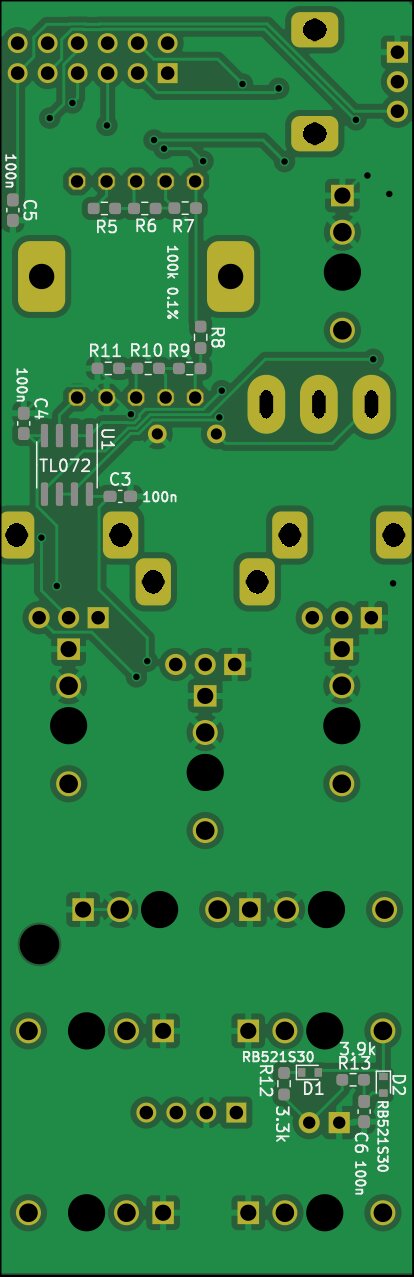 100n
C5
R5
R6
R7
100k 0.1%
R8
R11
R10
R9
100n
C4
U1
TL072
C3
100n
RB521S30
3.9k
R13
R12
D1
D2
3.3k
RB521S30
C6
100n